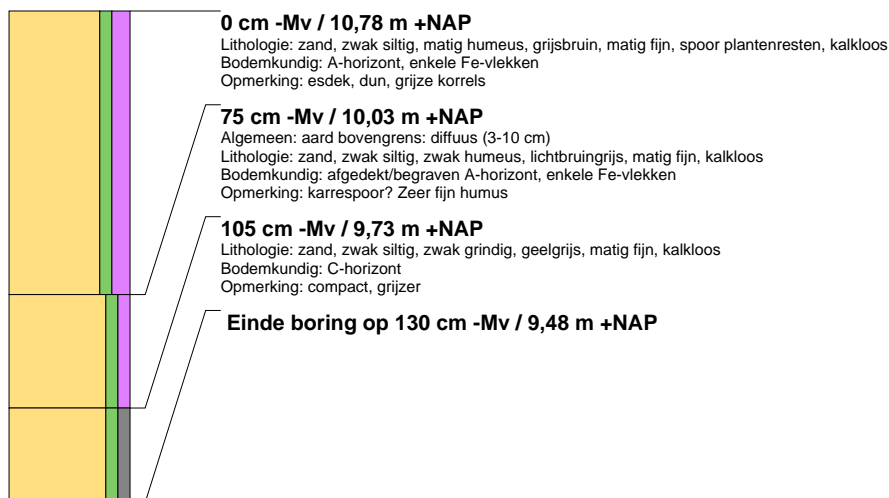 0 cm -Mv / 10,78 m +NAP
Lithologie: zand, zwak siltig, matig humeus, grijsbruin, matig fijn, spoor plantenresten, kalkloos
Bodemkundig: A-horizont, enkele Fe-vlekken
Opmerking: esdek, dun, grijze korrels
75 cm -Mv / 10,03 m +NAP
Algemeen: aard bovengrens: diffuus (3-10 cm)
Lithologie: zand, zwak siltig, zwak humeus, lichtbruingrijs, matig fijn, kalkloos
Bodemkundig: afgedekt/begraven A-horizont, enkele Fe-vlekken
Opmerking: karrespoor? Zeer fijn humus
105 cm -Mv / 9,73 m +NAP
Lithologie: zand, zwak siltig, zwak grindig, geelgrijs, matig fijn, kalkloos
Bodemkundig: C-horizont
Opmerking: compact, grijzer
Einde boring op 130 cm -Mv / 9,48 m +NAP